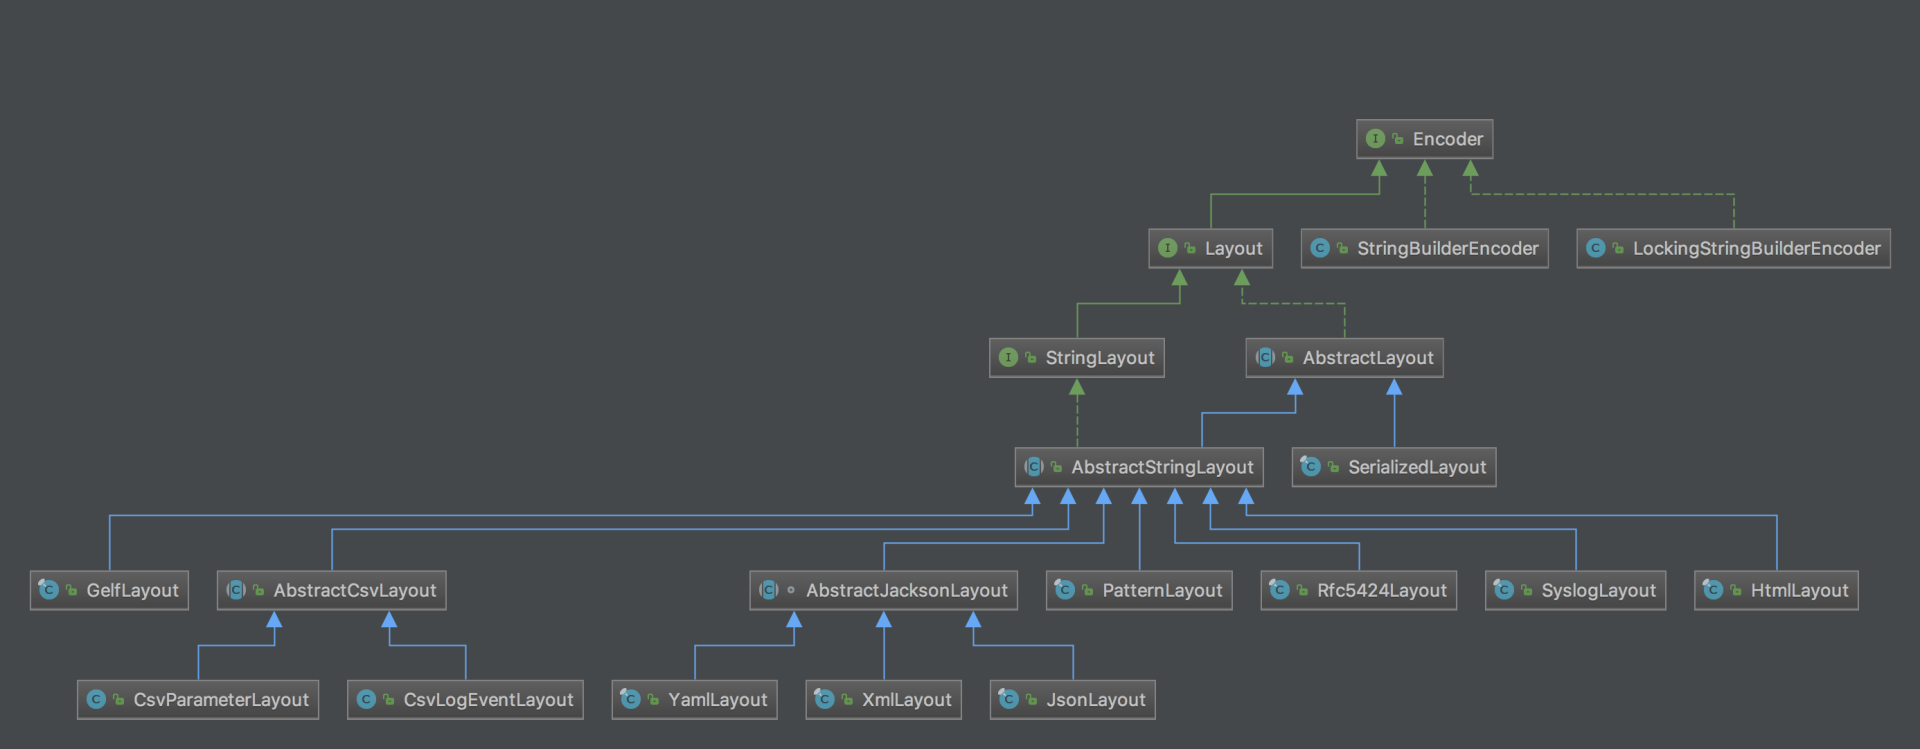 Encoder
Layout
StringBuilderEncoder
LockingStringBuilderEncoder
StringLayout
AbstractLayout
AbstractStringLayout
SerializedLayout
GelfLayout
AbstractCsvLayout
AbstractJacksonLayout
PatternLayout
Rfc5424Layout
SyslogLayout
HtmlLayout
CsvParameterLayout
CsvLogEventLayout
YamlLayout
XmlLayout
JsonLayout